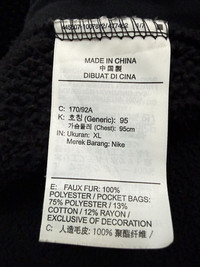 MADE IN CHINA
中国製
DIBUAT DI CINA
C: 170/92A
K: 호칭 (Generic): 95
가슴둘레 (Chest): 95cm
IN: Ukuran: XL
Merek Barang: Nike
E: FAUX FUR: 100%
POLYESTER / POCKET BAGS:
75% POLYESTER / 13%
COTTON / 12% RAYON /
EXCLUSIVE OF DECORATION
C: 人造毛皮: 100% 聚酯纤维 /